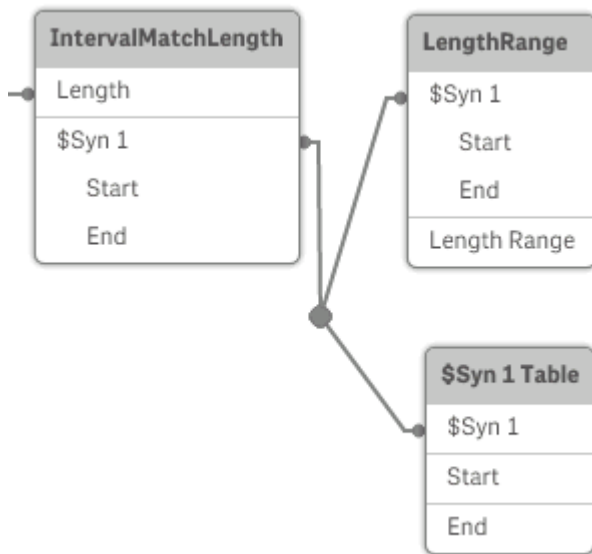 IntervalMatchLength
Length
$Syn 1
Start
End
LengthRange
$Syn 1
Start
End
Length Range
$Syn 1 Table
$Syn 1
Start
End